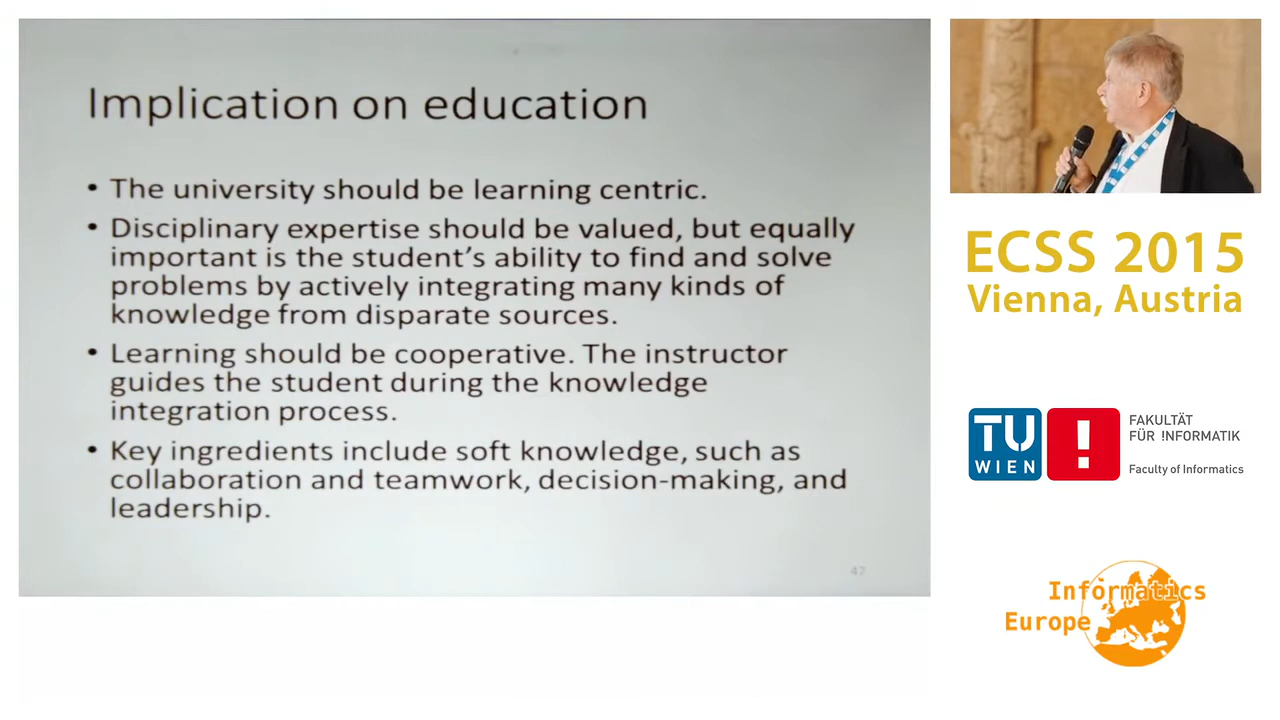 Implication on education
• The university should be learning centric.
• Disciplinary expertise should be valued, but equally
important is the student's ability to find and solve
problems by actively integrating many kinds of
knowledge from disparate sources.
• Learning should be cooperative. The instructor
guides the student during the knowledge
integration process.
• Key ingredients include soft knowledge, such as
collaboration and teamwork, decision-making, and
leadership.
47
ECSS 2015
Vienna, Austria
TU
WIEN
!
FAKULTÄT
FÜR !NFORMATIK
Faculty of Informatics
Informatics
Europe